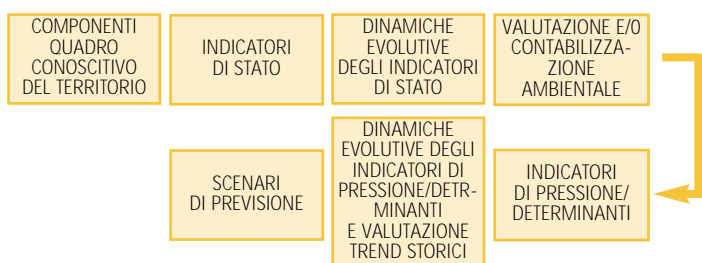 COMPONENTI
QUADRO
CONOSCITIVO
DEL TERRITORIO
INDICATORI
DI STATO
DINAMICHE
EVOLUTIVE
DEGLI INDICATORI
DI STATO
VALUTAZIONE E/0
CONTABILIZZA-
ZIONE
AMBIENTALE
SCENARI
DI PREVISIONE
DINAMICHE
EVOLUTIVE DEGLI
INDICATORI DI
PRESSIONE/DETR-
MINANTI
E VALUTAZIONE
TREND STORICI
INDICATORI
DI PRESSIONE/
DETERMINANTI